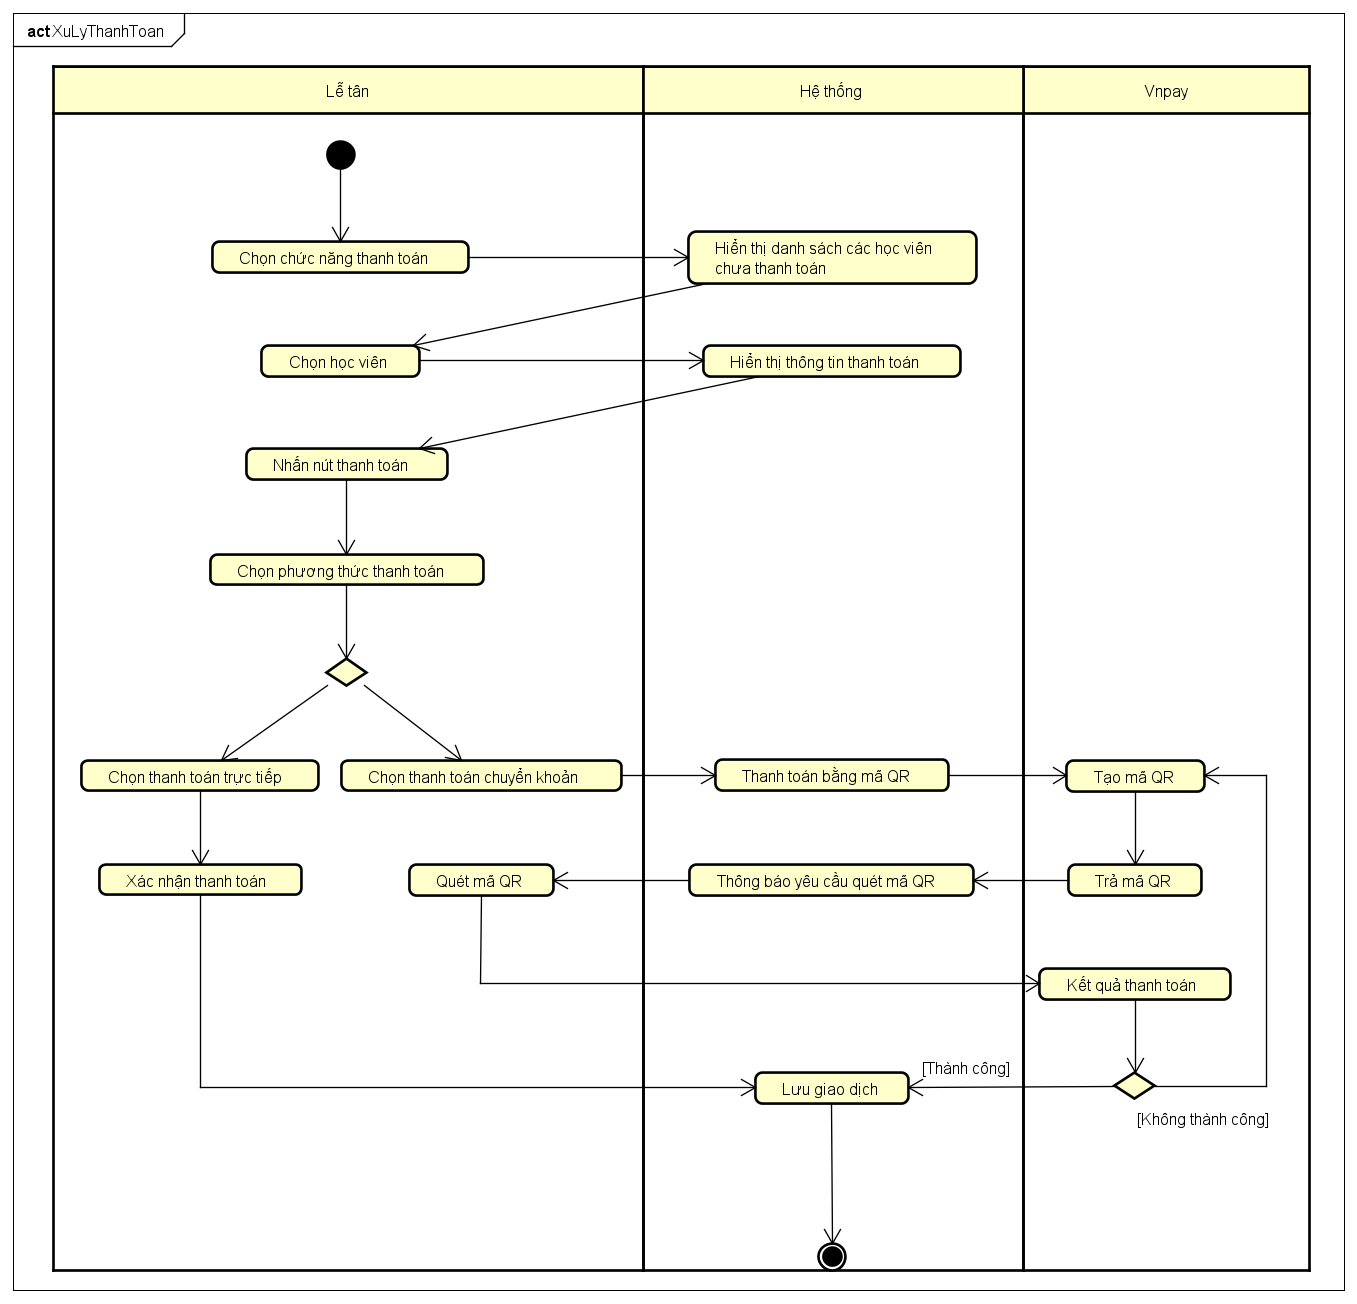 act XuLyThanhToan
Lễ tân
Hệ thống
Vnpay
Chọn chức năng thanh toán
Hiển thị danh sách các học viên
chưa thanh toán
Chọn học viên
Hiển thị thông tin thanh toán
Nhấn nút thanh toán
Chọn phương thức thanh toán
Chọn thanh toán trực tiếp
Chọn thanh toán chuyển khoản
Thanh toán bằng mã QR
Tạo mã QR
Xác nhận thanh toán
Quét mã QR
Thông báo yêu cầu quét mã QR
Trả mã QR
Kết quả thanh toán
[Thành công]
Lưu giao dịch
[Không thành công]